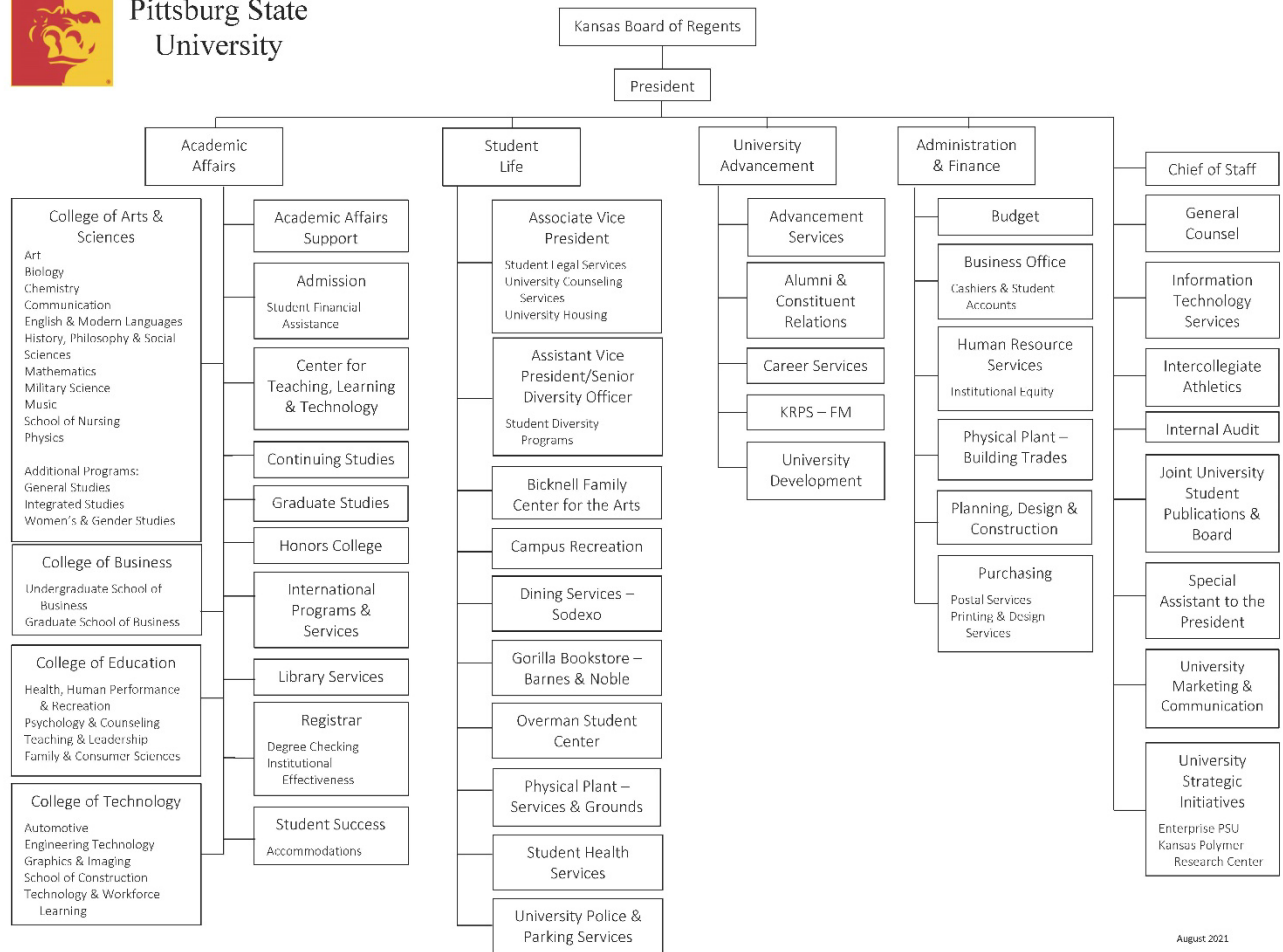 Pittsburg State
University
Kansas Board of Regents
President
Academic
Affairs
College of Arts &
Sciences
Art
Biology
Chemistry
Communication
English & Modern Languages
History, Philosophy & Social
Sciences
Mathematics
Military Science
Music
School of Nursing
Physics
Additional Programs:
General Studies
Integrated Studies
Women's & Gender Studies
College of Business
Undergraduate School of
Business
Graduate School of Business
College of Education
Health, Human Performance
& Recreation
Psychology & Counseling
Teaching & Leadership
Family & Consumer Sciences
College of Technology
Automotive
Engineering Technology
Graphics & Imaging
School of Construction
Technology & Workforce
Learning
Academic Affairs
Support
Admission
Student Financial
Assistance
Center for
Teaching, Learning
& Technology
Continuing Studies
Graduate Studies
Honors College
International
Programs &
Services
Library Services
Registrar
Degree Checking
Institutional
Effectiveness
Student Success
Accommodations
Student
Life
Associate Vice
President
Student Legal Services
University Counseling
Services
University Housing
Assistant Vice
President/Senior
Diversity Officer
Student Diversity
Programs
Bicknell Family
Center for the Arts
Campus Recreation
Dining Services –
Sodexo
Gorilla Bookstore –
Barnes & Noble
Overman Student
Center
Physical Plant –
Services & Grounds
Student Health
Services
University Police &
Parking Services
University
Advancement
Advancement
Services
Alumni &
Constituent
Relations
Career Services
KRPS – FM
University
Development
Administration
& Finance
Budget
Business Office
Cashiers & Student
Accounts
Human Resource
Services
Institutional Equity
Physical Plant –
Building Trades
Planning, Design &
Construction
Purchasing
Postal Services
Printing & Design
Services
Chief of Staff
General
Counsel
Information
Technology
Services
Intercollegiate
Athletics
Internal Audit
Joint University
Student
Publications &
Board
Special
Assistant to the
President
University
Marketing &
Communication
University
Strategic
Initiatives
Enterprise PSU
Kansas Polymer
Research Center
August 2021